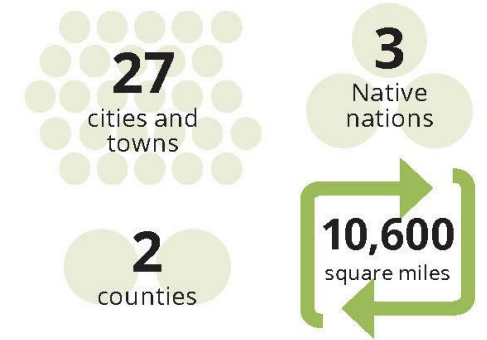 27
cities and
towns
3
Native
nations
2
counties
10,600
square miles